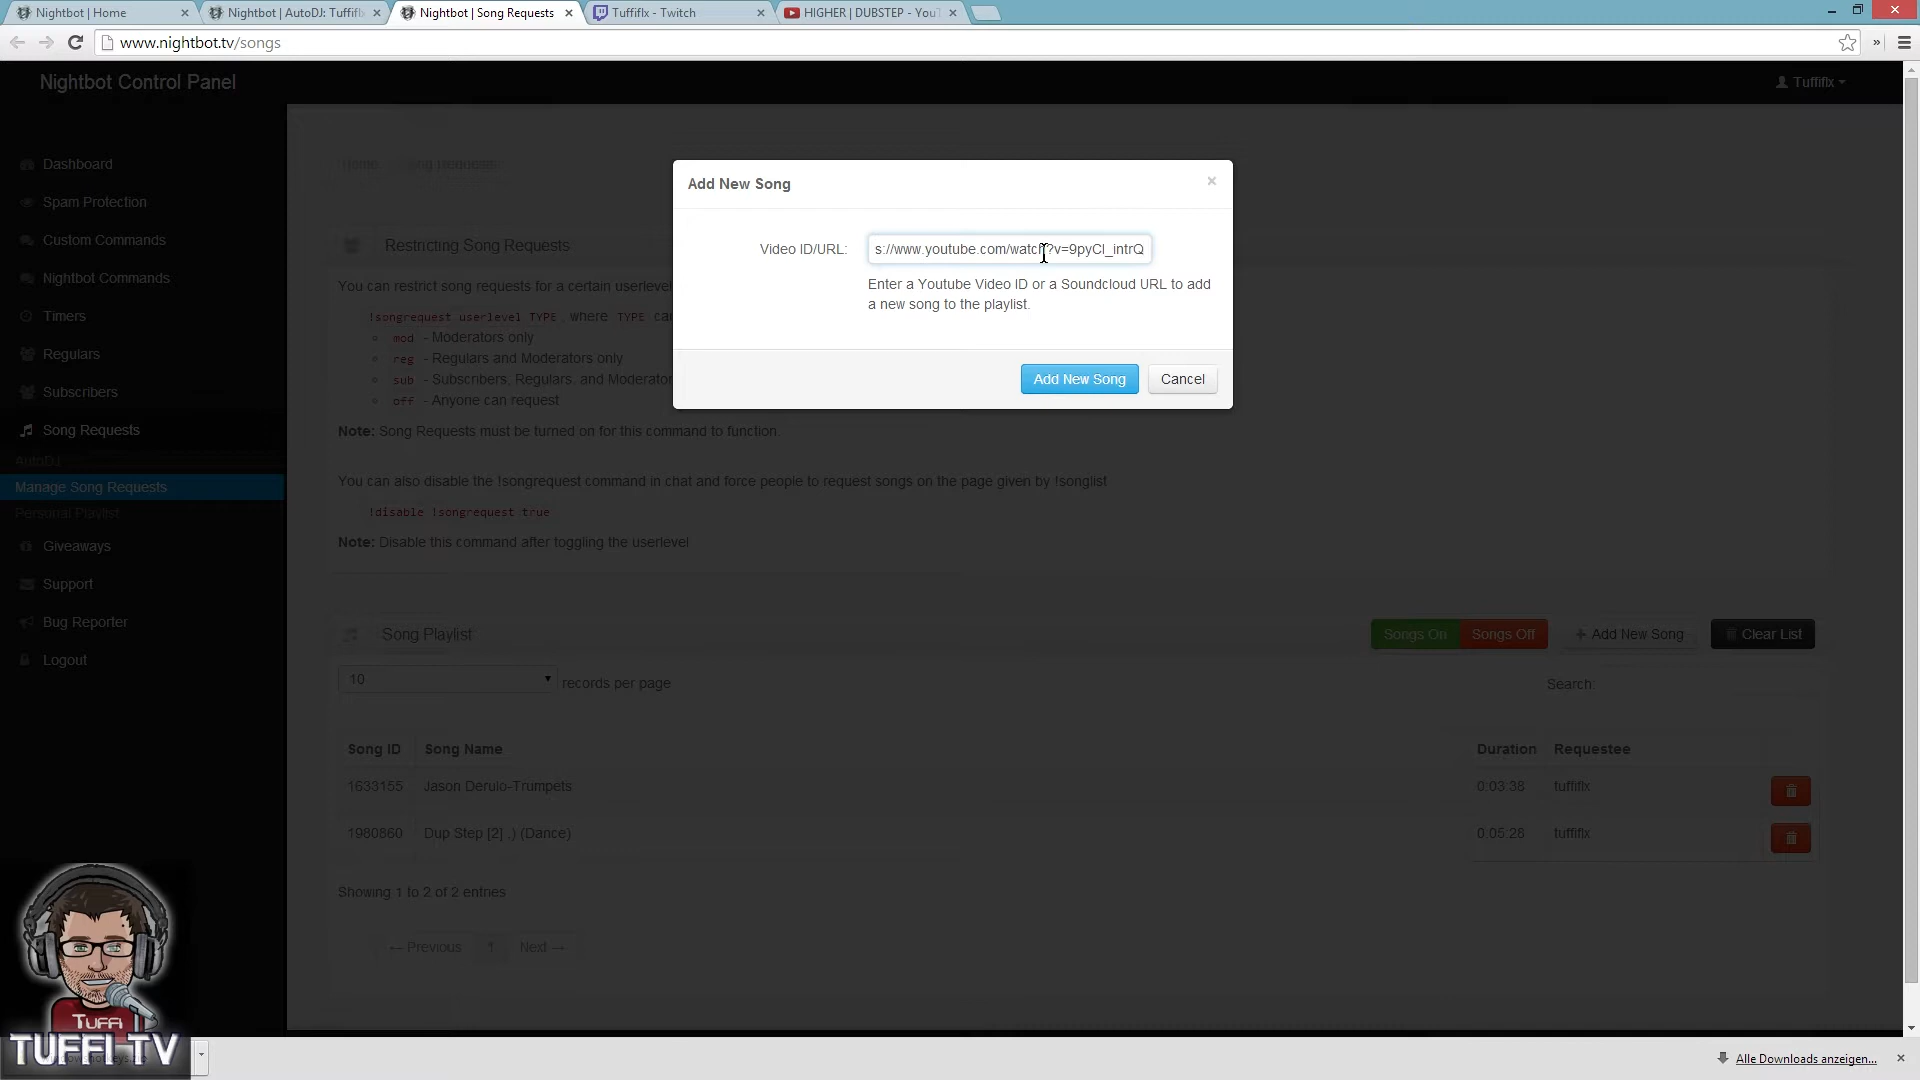 Nightbot | Home
Nightbot | AutoDJ: Tuffifl
Nightbot | Song Requests
Tuffiflx - Twitch
HIGHER | DUBSTEP - You
www.nightbot.tv/songs
Nightbot Control Panel
Tuffiflx
Dashboard
Spam Protection
Custom Commands
Nightbot Commands
Timers
Regulars
Subscribers
Song Requests
AutoDJ
Manage Song Requests
Personal Playlist
Giveaways
Support
Bug Reporter
Logout
Home Song Requests
Add New Song
Video ID/URL: s://www.youtube.com/watch?v=9pyCl_intrQ
Enter a Youtube Video ID or a Soundcloud URL to add
a new song to the playlist.
Add New Song
Cancel
Restricting Song Requests
You can restrict song requests for a certain userlevel
!songrequest userlevel TYPE, where TYPE ca
mod - Moderators only
reg - Regulars and Moderators only
sub - Subscribers, Regulars, and Moderator
off - Anyone can request
Note: Song Requests must be turned on for this command to function.
You can also disable the !songrequest command in chat and force people to request songs on the page given by !songlist
!disable !songrequest true
Note: Disable this command after toggling the userlevel
Song Playlist
Songs On
Songs Off
+ Add New Song
Clear List
10 records per page
Search:
Song ID Song Name Duration Requestee
1633155 Jason Derulo-Trumpets 0:03:38 tuffiflx
1980860 Dup Step [2] ,) (Dance) 0:05:28 tuffiflx
Showing 1 to 2 of 2 entries
← Previous 1 Next →
TUFFI
TUFFI TV
Alle Downloads anzeigen...